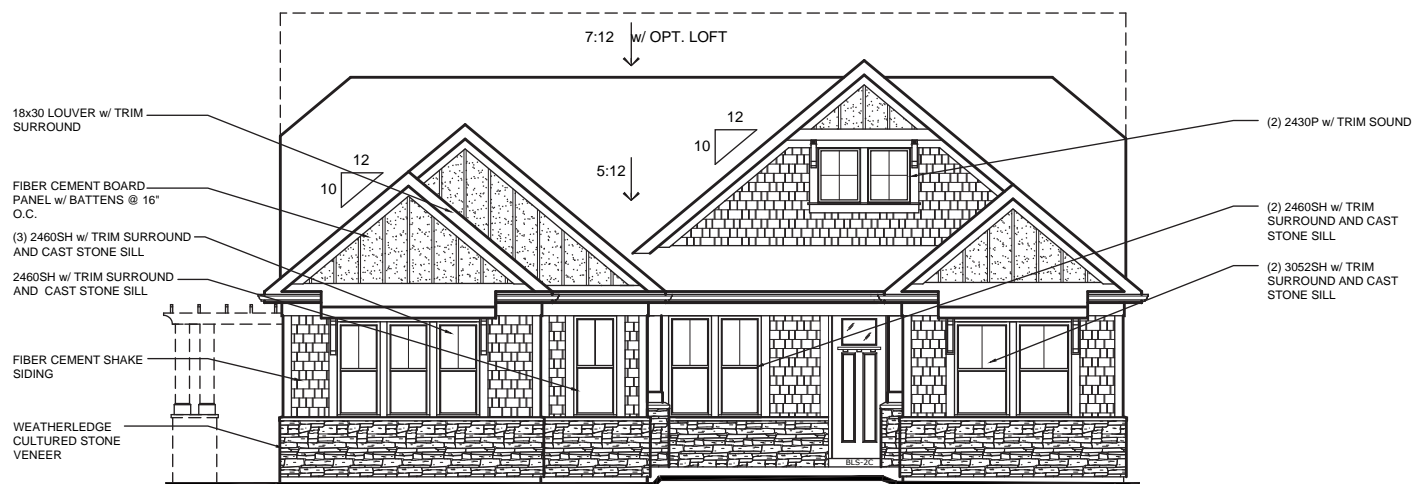 7:12 w/ OPT. LOFT
18x30 LOUVER w/ TRIM
SURROUND
12
10
FIBER CEMENT BOARD
PANEL w/ BATTENS @ 16"
O.C.
(3) 2460SH w/ TRIM SURROUND
AND CAST STONE SILL
2460SH w/ TRIM SURROUND
AND CAST STONE SILL
FIBER CEMENT SHAKE
SIDING
WEATHERLEDGE
CULTURED STONE
VENEER
5:12
12
10
(2) 2430P w/ TRIM SOUND
(2) 2460SH w/ TRIM
SURROUND AND CAST
STONE SILL
(2) 3052SH w/ TRIM
SURROUND AND CAST
STONE SILL
BLS-2C